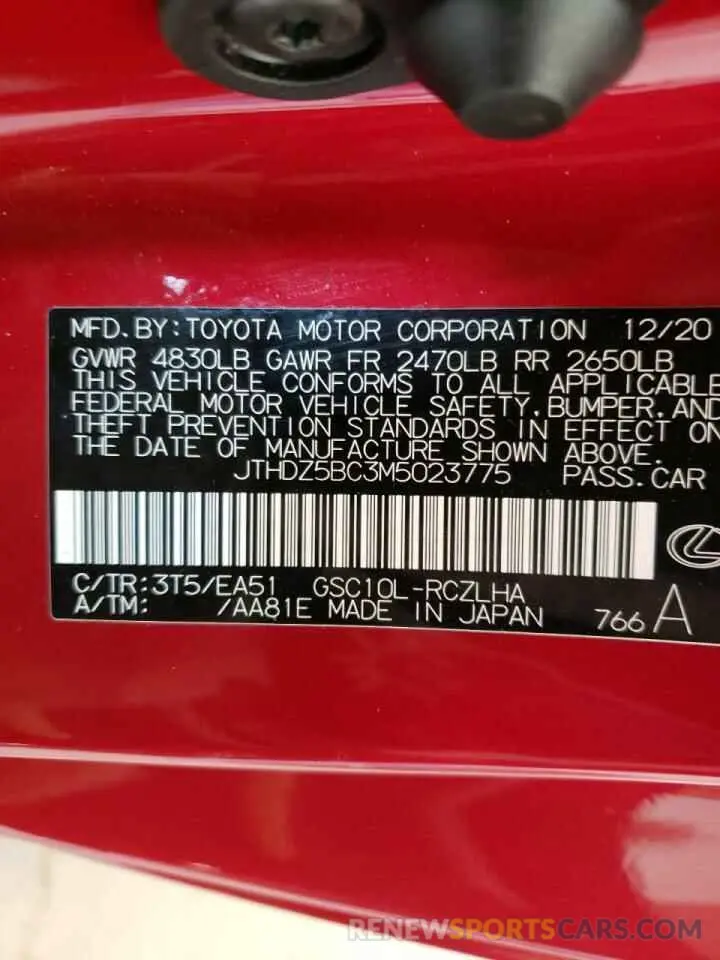 MFD.BY:TOYOTA MOTOR CORPORATION 12/20
GVWR 4830LB GAWR FR 2470LB RR 2650LB
THIS VEHICLE CONFORMS TO ALL APPLICABLE
FEDERAL MOTOR VEHICLE SAFETY.BUMPER.AND
THEFT PREVENTION STANDARDS IN EFFECT ON
THE DATE OF MANUFACTURE SHOWN ABOVE.
JTHDZ5BC3M5023775 PASS.CAR
C/TR:3T5/EA51 GSC10L-RCZLHA
A/TM: /AA81E MADE IN JAPAN 766 A
RENEWSPORTSCARS.COM